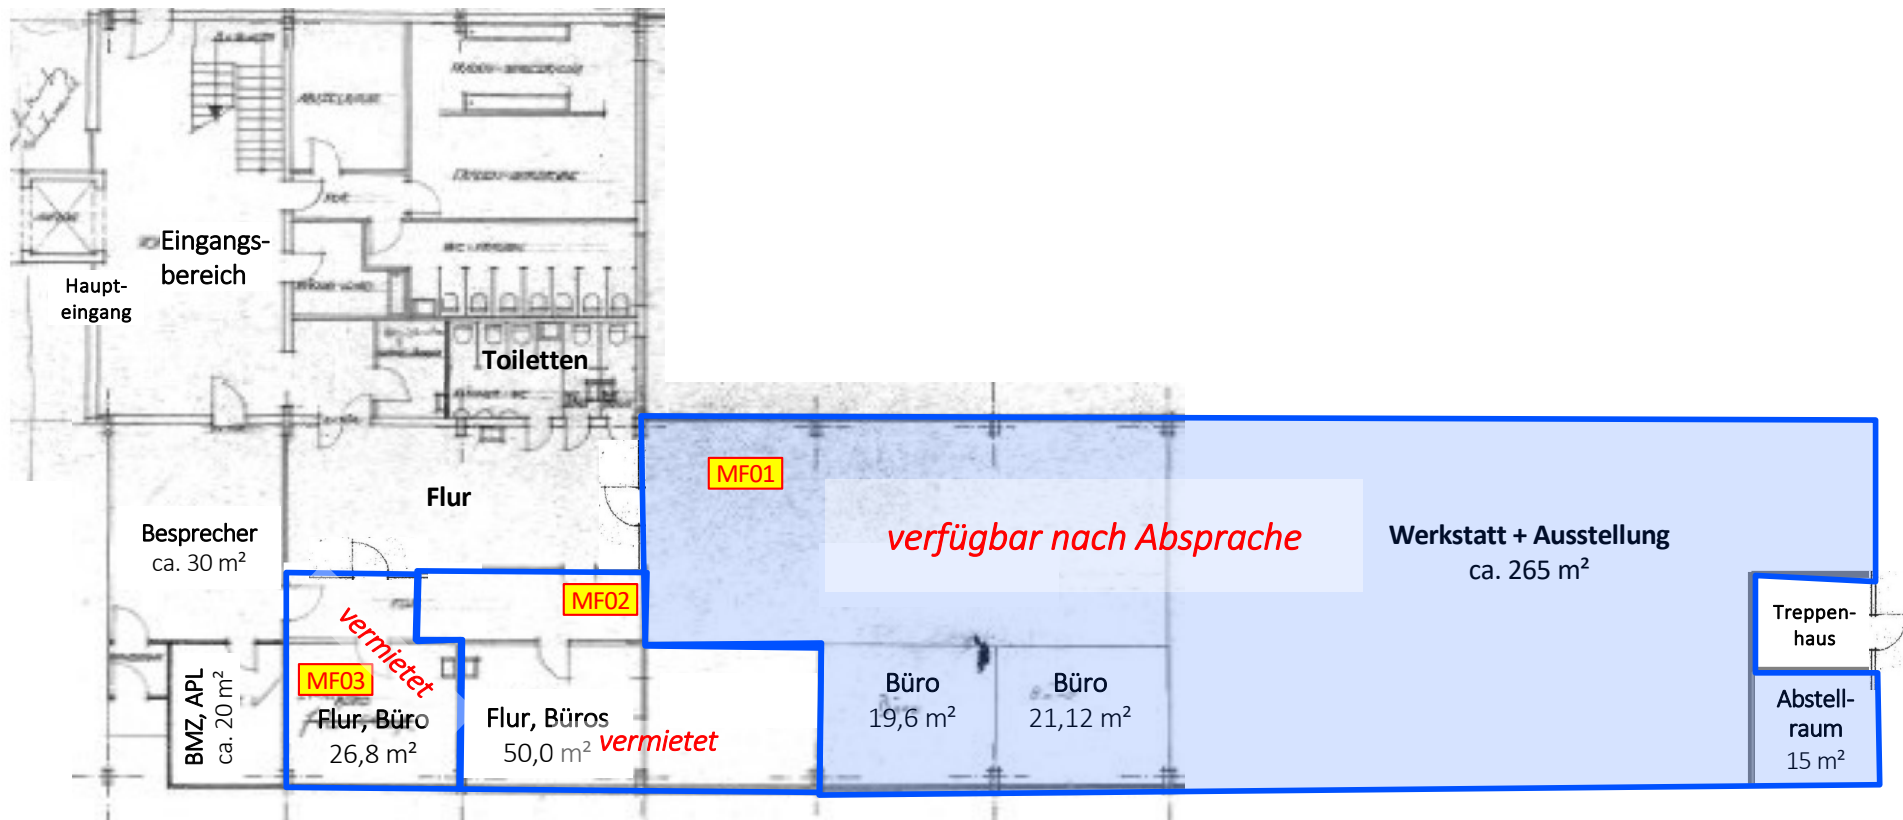 Eingangs-
bereich
Haupt-
eingang
Toiletten
Flur
MF01
verfügbar nach Absprache
Werkstatt + Ausstellung
ca. 265 m²
Besprecher
ca. 30 m²
MF02
vermietet
MF03
Flur, Büro
26,8 m²
Flur, Büros
50,0 m²
vermietet
BMZ, APL
ca. 20 m²
Büro
19,6 m²
Büro
21,12 m²
Treppen-
haus
Abstell-
raum
15 m²